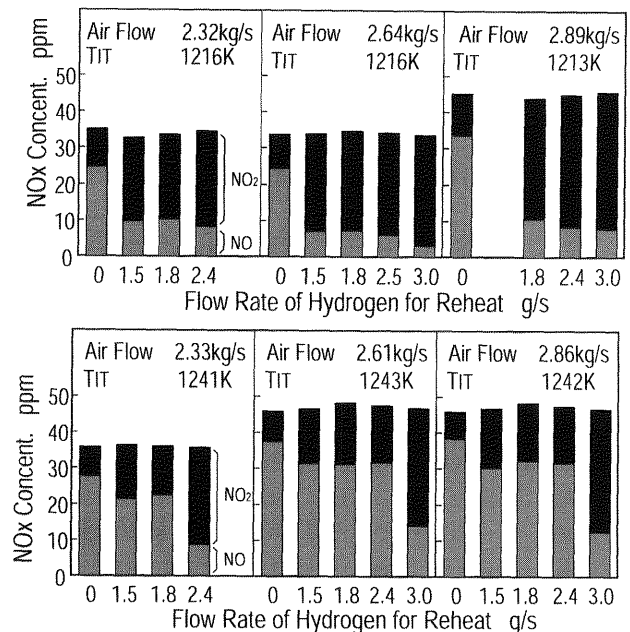 Air Flow 2.32kg/s
TIT 1216K
Air Flow 2.64kg/s
TIT 1216K
Air Flow 2.89kg/s
TIT 1213K
NOx Concent. ppm
50
40
30
20
10
0
NO2
NO
0 1.5 1.8 2.4
0 1.5 1.8 2.5 3.0
0 1.8 2.4 3.0
Flow Rate of Hydrogen for Reheat g/s
Air Flow 2.33kg/s
TIT 1241K
Air Flow 2.61kg/s
TIT 1243K
Air Flow 2.86kg/s
TIT 1242K
NOx Concent. ppm
50
40
30
20
10
0
NO2
NO
0 1.5 1.8 2.4
0 1.5 1.8 2.4 3.0
0 1.5 1.8 2.4 3.0
Flow Rate of Hydrogen for Reheat g/s